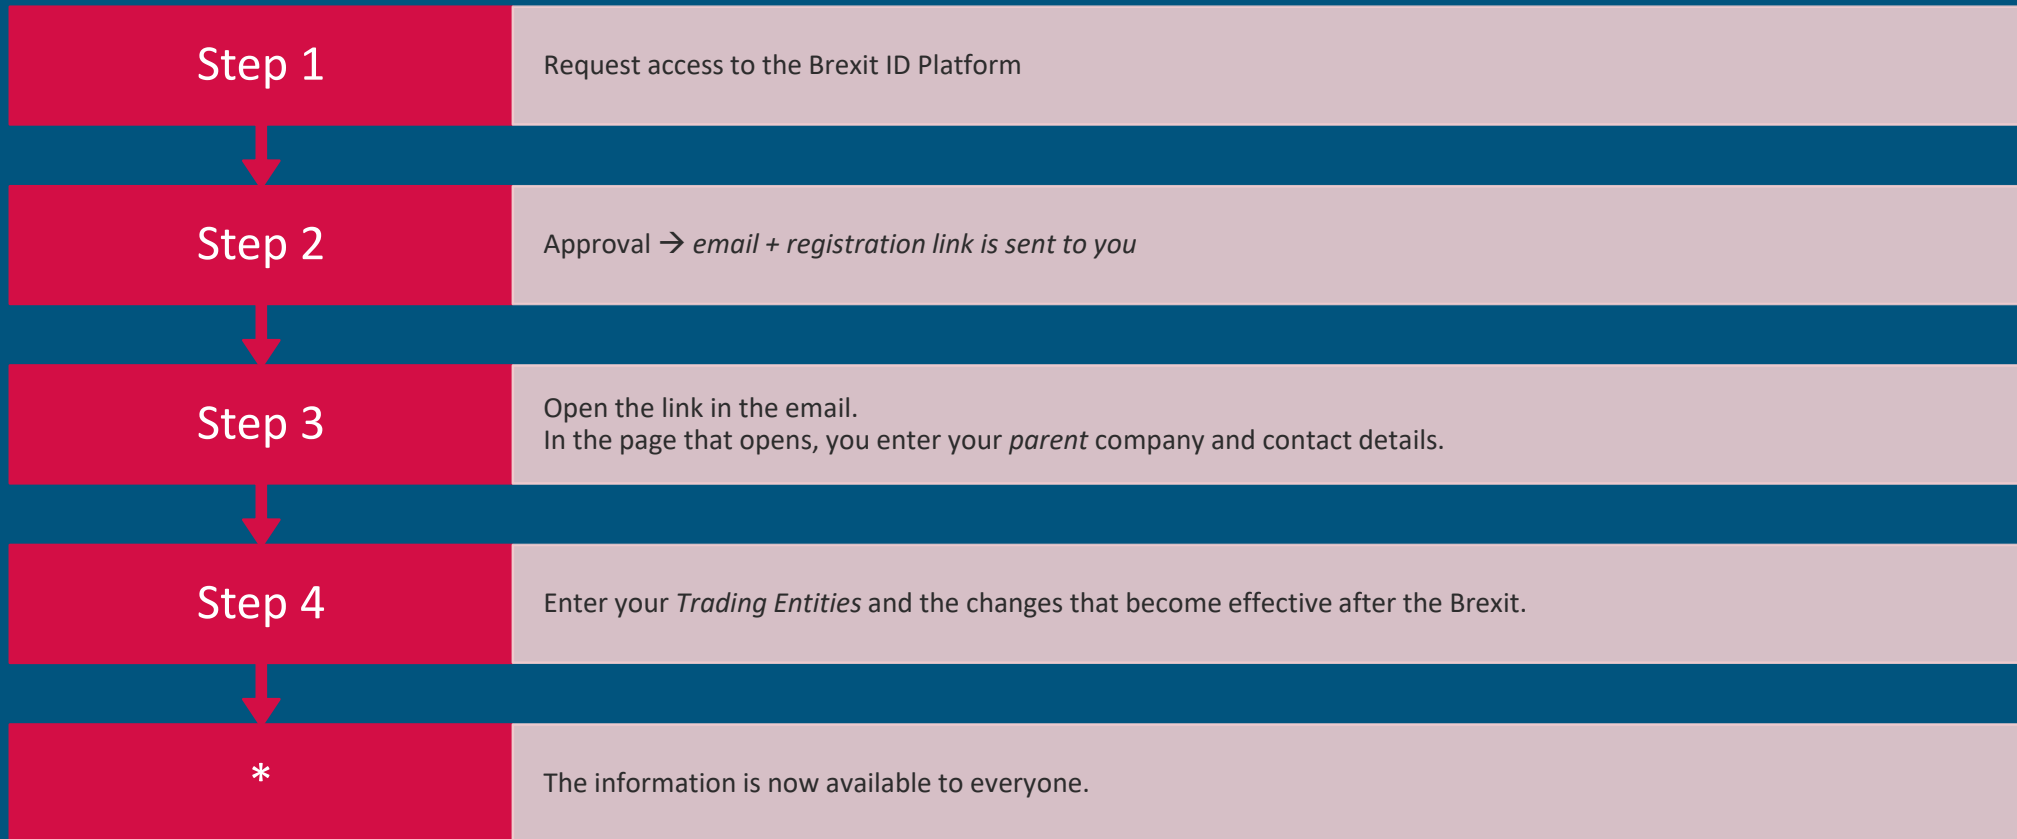 Step 1
Request access to the Brexit ID Platform
Step 2
Approval → email + registration link is sent to you
Step 3
Open the link in the email.
In the page that opens, you enter your parent company and contact details.
Step 4
Enter your Trading Entities and the changes that become effective after the Brexit.
*
The information is now available to everyone.